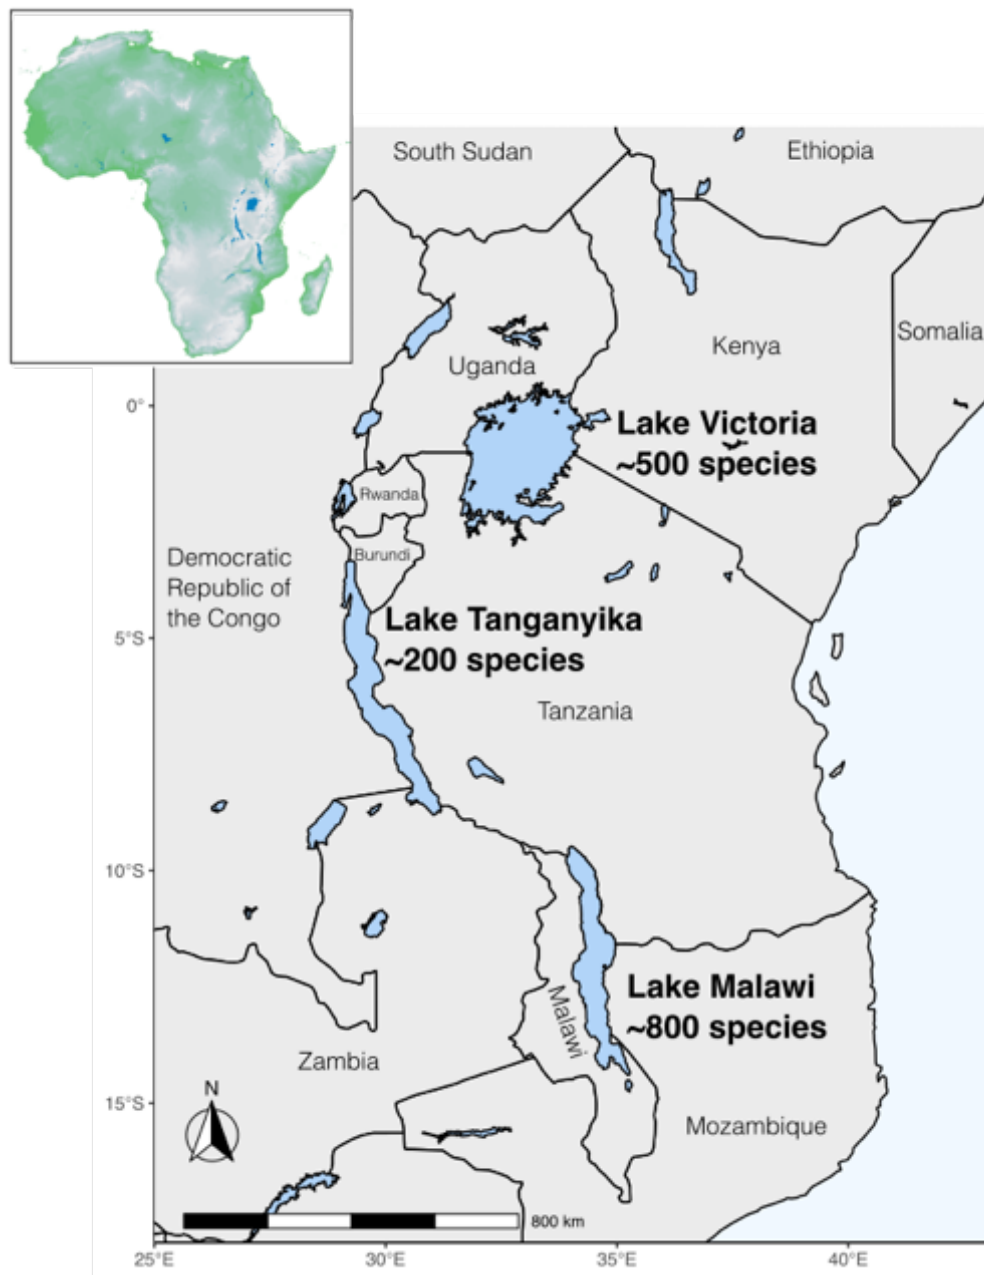 South Sudan
Ethiopia
Somalia
Kenya
Uganda
0°
Lake Victoria
~500 species
Rwanda
Burundi
Democratic
Republic of
the Congo
Lake Tanganyika
~200 species
5°S
Tanzania
10°S
Lake Malawi
~800 species
Malawi
Zambia
N
15°S
Mozambique
800 km
25°E
30°E
35°E
40°E